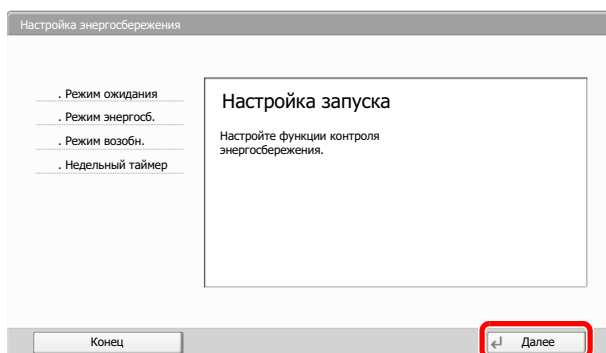 Настройка энергосбережения
. Режим ожидания
. Режим энергосб.
. Режим возобн.
. Недельный таймер
Настройка запуска
Настройте функции контроля
энергосбережения.
Конец
Далее